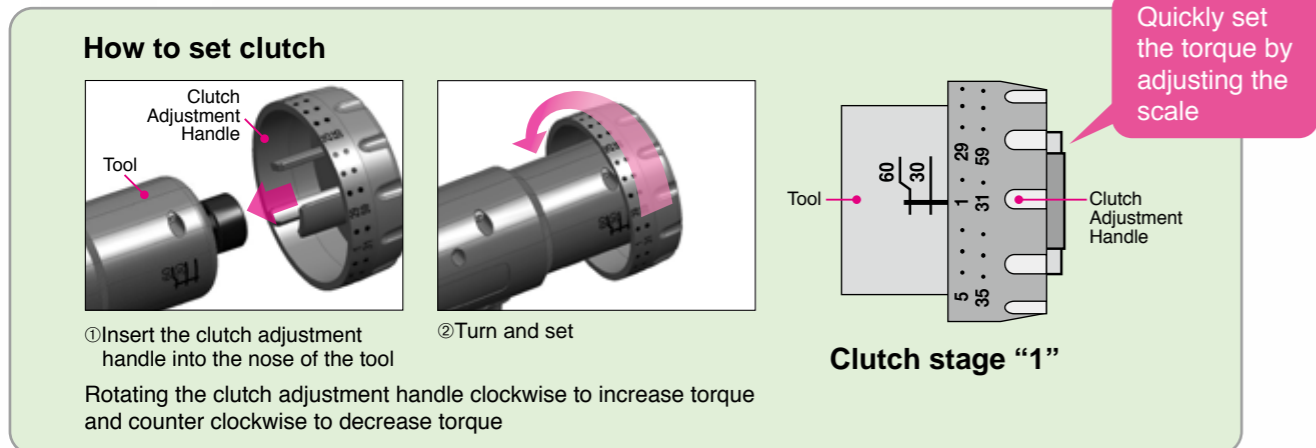 Quickly set
the torque by
adjusting the
scale
How to set clutch
Clutch
Adjustment
Handle
Tool
①Insert the clutch adjustment
handle into the nose of the tool
②Turn and set
Rotating the clutch adjustment handle clockwise to increase torque
and counter clockwise to decrease torque
Tool
60
30
29
59
1
31
5
35
Clutch
Adjustment
Handle
Clutch stage “1”